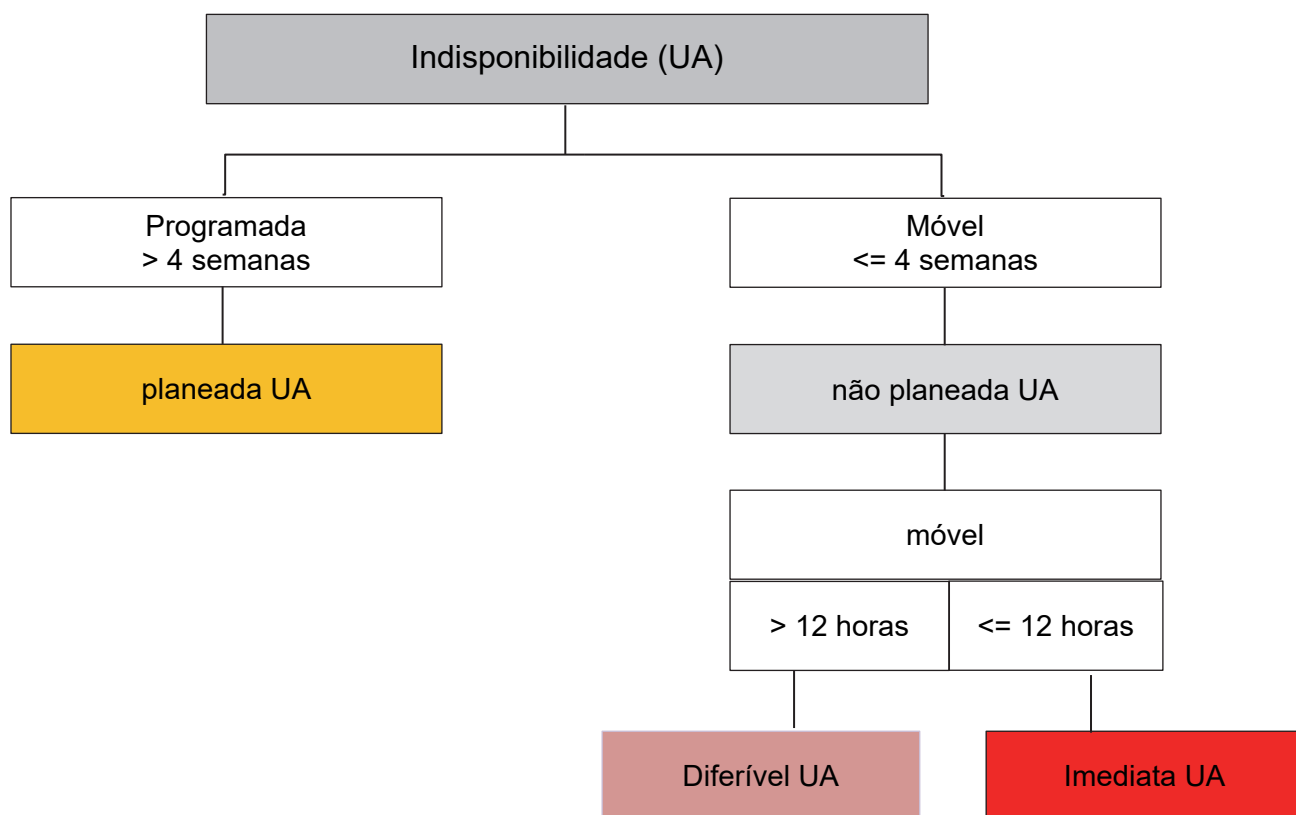 Indisponibilidade (UA)
Programada
> 4 semanas
Móvel
<= 4 semanas
planeada UA
não planeada UA
móvel
> 12 horas
<= 12 horas
Diferível UA
Imediata UA